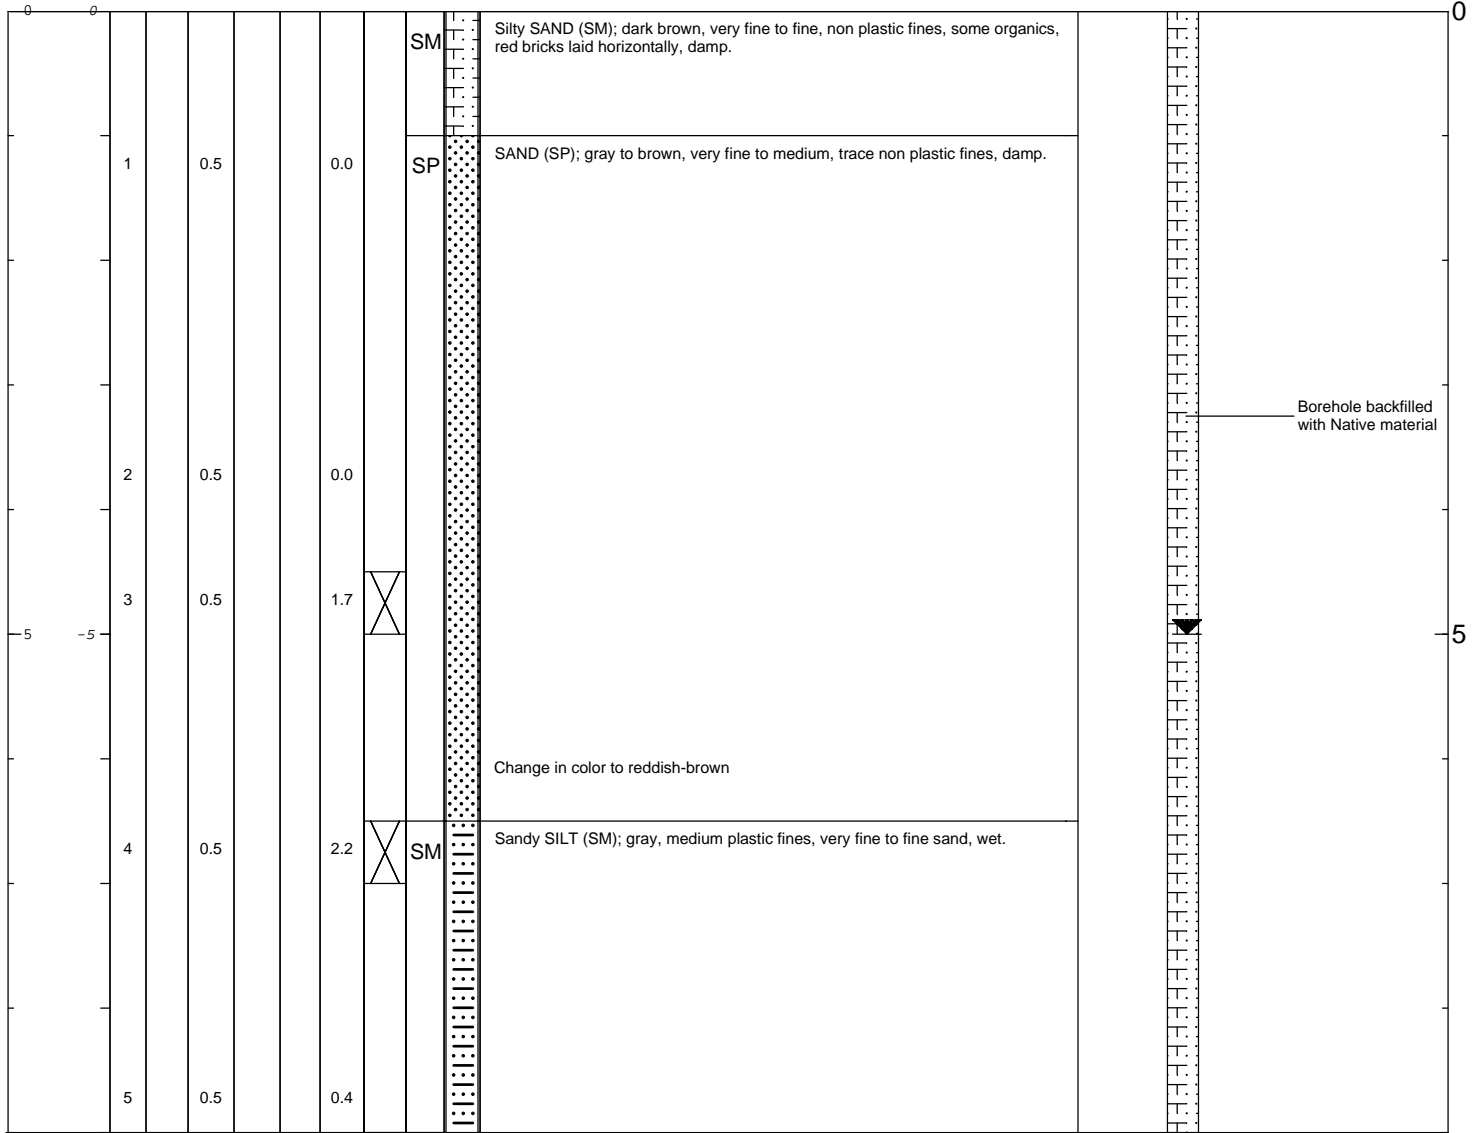 0 0 0
SM Silty SAND (SM); dark brown, very fine to fine, non plastic fines, some organics,
red bricks laid horizontally, damp.
1 0.5 0.0 SP SAND (SP); gray to brown, very fine to medium, trace non plastic fines, damp.
Borehole backfilled
with Native material
2 0.5 0.0
3 0.5 1.7
5 -5 5
Change in color to reddish-brown
4 0.5 2.2 SM Sandy SILT (SM); gray, medium plastic fines, very fine to fine sand, wet.
5 0.5 0.4